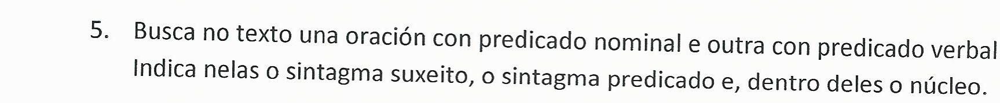 5. Busca no texto una oración con predicado nominal e outra con predicado verbal
Indica nelas o sintagma suxeito, o sintagma predicado e, dentro deles o núcleo.